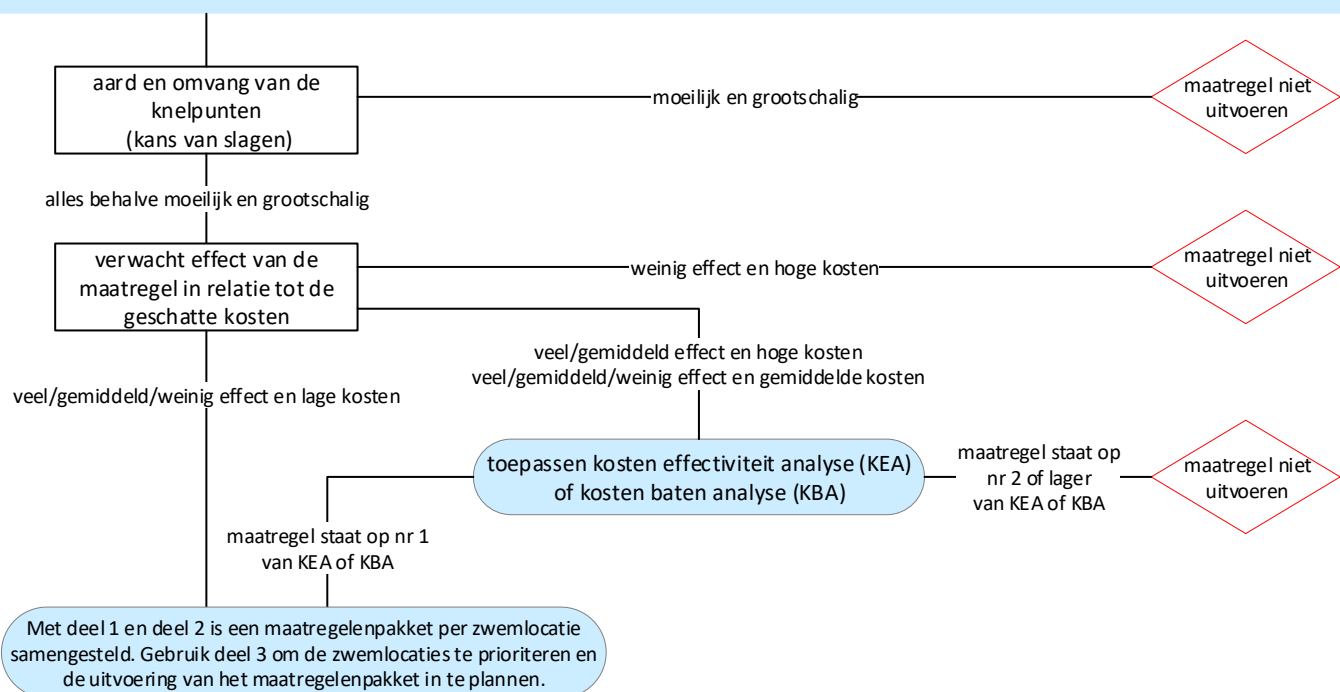 aard en omvang van de
knelpunten
(kans van slagen)
moeilijk en grootschalig
maatregel niet
uitvoeren
alles behalve moeilijk en grootschalig
verwacht effect van de
maatregel in relatie tot de
geschatte kosten
weinig effect en hoge kosten
maatregel niet
uitvoeren
veel/gemiddeld effect en hoge kosten
veel/gemiddeld/weinig effect en gemiddelde kosten
veel/gemiddeld/weinig effect en lage kosten
toepassen kosten effectiviteit analyse (KEA)
of kosten baten analyse (KBA)
maatregel staat op
nr 2 of lager
van KEA of KBA
maatregel niet
uitvoeren
maatregel staat op nr 1
van KEA of KBA
Met deel 1 en deel 2 is een maatregelenpakket per zwemlocatie
samengesteld. Gebruik deel 3 om de zwemlocaties te prioriteren en
de uitvoering van het maatregelenpakket in te plannen.